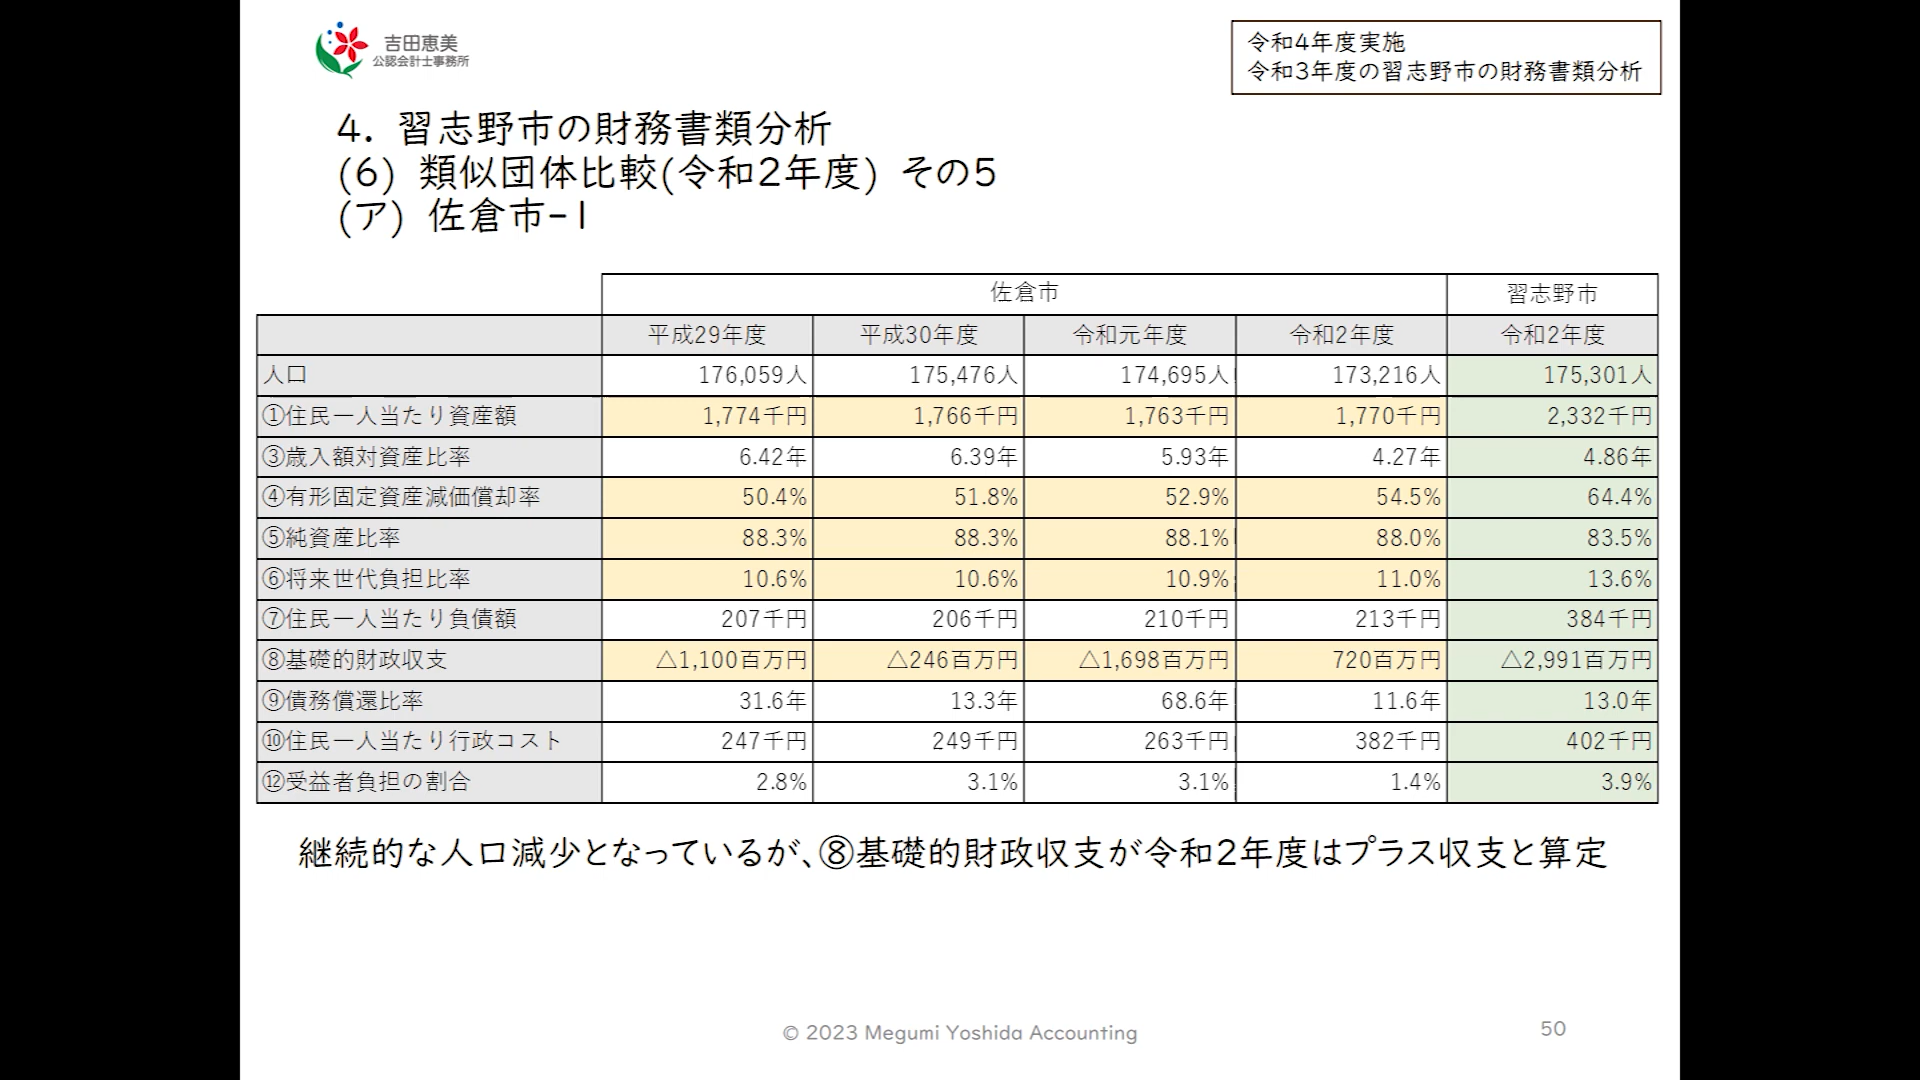 吉田恵美
公認会計士事務所
令和4年度実施
令和3年度の習志野市の財務書類分析
4. 習志野市の財務書類分析
(6) 類似団体比較(令和2年度) その5
(ア) 佐倉市-1
佐倉市 習志野市
平成29年度 平成30年度 令和元年度 令和2年度 令和2年度
人口 176,059人 175,476人 174,695人 173,216人 175,301人
①住民一人当たり資産額 1,774千円 1,766千円 1,763千円 1,770千円 2,332千円
③歳入額対資産比率 6.42年 6.39年 5.93年 4.27年 4.86年
④有形固定資産減価償却率 50.4% 51.8% 52.9% 54.5% 64.4%
⑤純資産比率 88.3% 88.3% 88.1% 88.0% 83.5%
⑥将来世代負担比率 10.6% 10.6% 10.9% 11.0% 13.6%
⑦住民一人当たり負債額 207千円 206千円 210千円 213千円 384千円
⑧基礎的財政収支 △1,100百万円 △246百万円 △1,698百万円 720百万円 △2,991百万円
⑨債務償還比率 31.6年 13.3年 68.6年 11.6年 13.0年
⑩住民一人当たり行政コスト 247千円 249千円 263千円 382千円 402千円
⑫受益者負担の割合 2.8% 3.1% 3.1% 1.4% 3.9%
継続的な人口減少となっているが、⑧基礎的財政収支が令和2年度はプラス収支と算定
© 2023 Megumi Yoshida Accounting
50